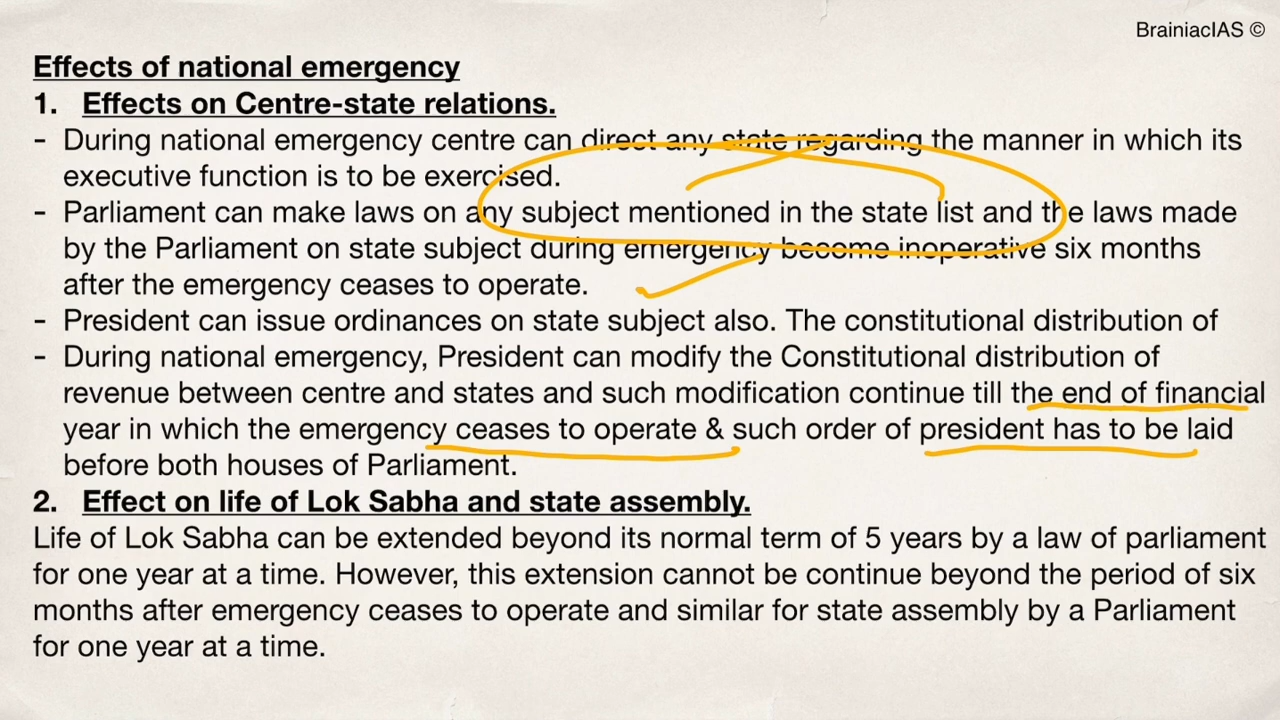 BrainiacIAS ©
Effects of national emergency
1. Effects on Centre-state relations.
- During national emergency centre can direct any state regarding the manner in which its
executive function is to be exercised.
- Parliament can make laws on any subject mentioned in the state list and the laws made
by the Parliament on state subject during emergency become inoperative six months
after the emergency ceases to operate.
- President can issue ordinances on state subject also. The constitutional distribution of
- During national emergency, President can modify the Constitutional distribution of
revenue between centre and states and such modification continue till the end of financial
year in which the emergency ceases to operate & such order of president has to be laid
before both houses of Parliament.
2. Effect on life of Lok Sabha and state assembly.
Life of Lok Sabha can be extended beyond its normal term of 5 years by a law of parliament
for one year at a time. However, this extension cannot be continue beyond the period of six
months after emergency ceases to operate and similar for state assembly by a Parliament
for one year at a time.